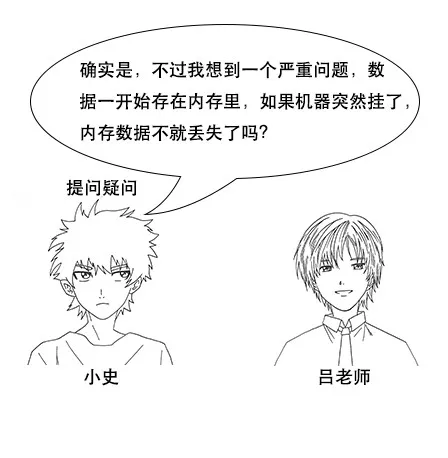 确实是，不过我想到一个严重问题，数
据一开始存在内存里，如果机器突然挂了，
内存数据不就丢失了吗？
提问疑问
小史
吕老师